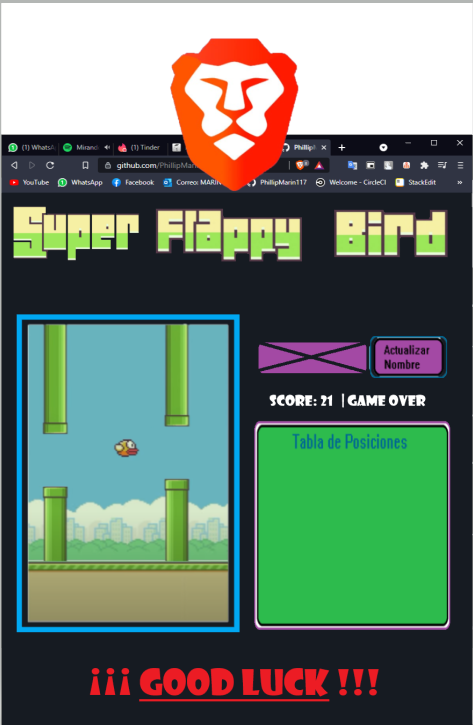 (1) WhatsA
Mirand
(1) Tinder
Phillip
github.com/PhillipMar
YouTube
WhatsApp
Facebook
Correo: MARIN
PhillipMarin117
Welcome - CircleCI
StackEdit
»
Super Flappy Bird
Actualizar
Nombre
SCORE: 21 | GAME OVER
Tabla de Posiciones
¡¡¡ GOOD LUCK !!!